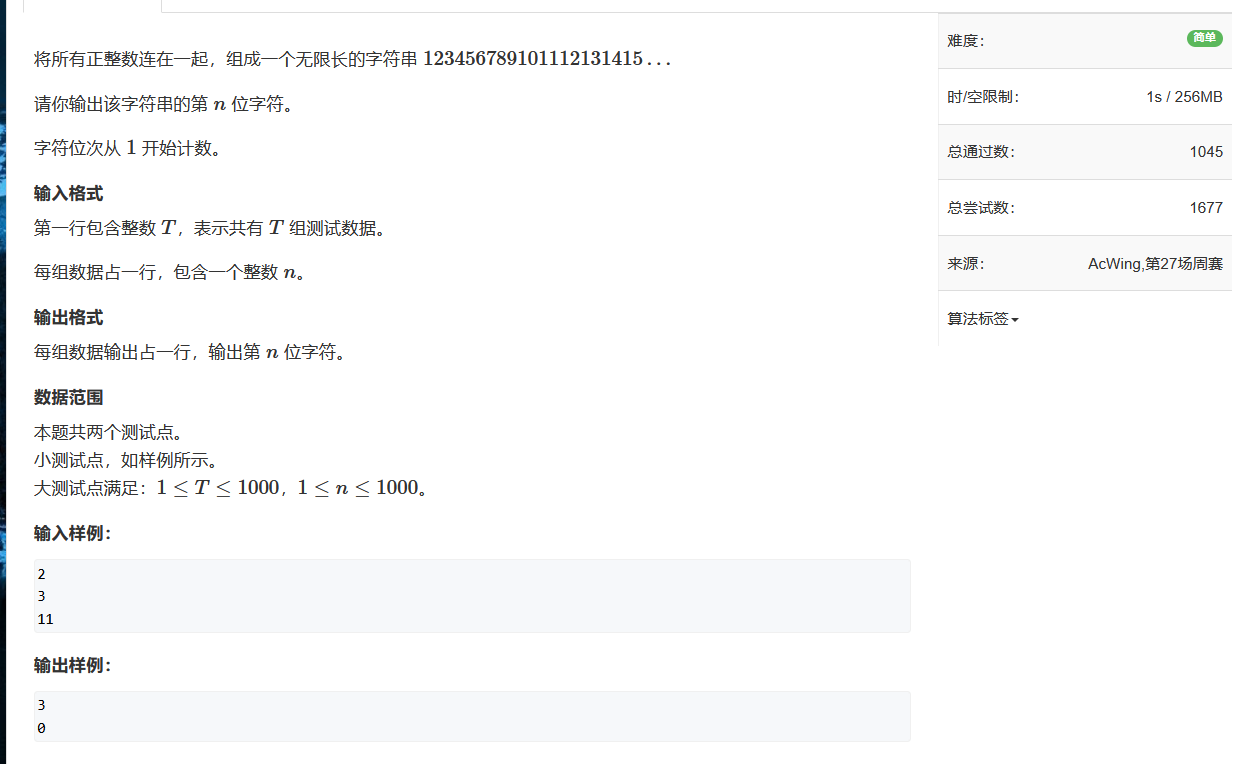 将所有正整数连在一起，组成一个无限长的字符串 123456789101112131415...
请你输出该字符串的第 n 位字符。
字符位次从 1 开始计数。
输入格式
第一行包含整数 T，表示共有 T 组测试数据。
每组数据占一行，包含一个整数 n。
输出格式
每组数据输出占一行，输出第 n 位字符。
数据范围
本题共两个测试点。
小测试点，如样例所示。
大测试点满足：1 ≤ T ≤ 1000，1 ≤ n ≤ 1000。
输入样例：
2
3
11
输出样例：
3
0
难度： 简单
时/空限制： 1s / 256MB
总通过数： 1045
总尝试数： 1677
来源： AcWing,第27场周赛
算法标签